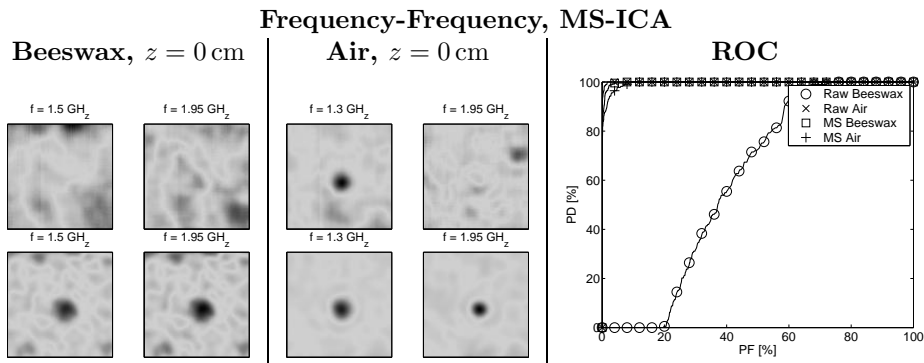 Frequency-Frequency, MS-ICA
Beeswax, z = 0 cm
Air, z = 0 cm
ROC
f = 1.5 GHz
f = 1.95 GHz
f = 1.3 GHz
f = 1.95 GHz
f = 1.5 GHz
f = 1.95 GHz
f = 1.3 GHz
f = 1.95 GHz
100
80
60
40
20
0
PD [%]
0
20
40
60
80
100
PF [%]
Raw Beeswax
Raw Air
MS Beeswax
MS Air